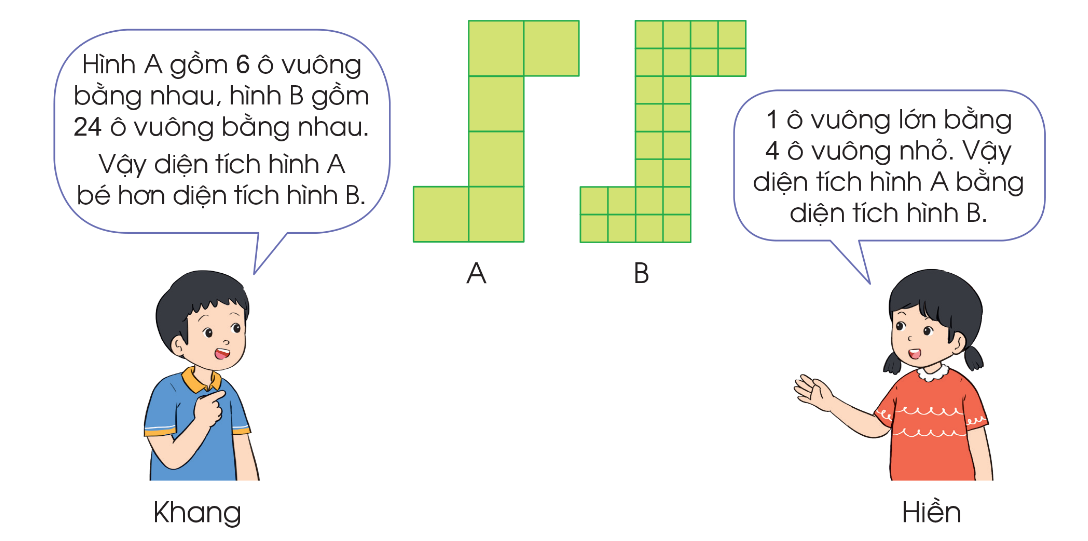 Hình A gồm 6 ô vuông
bằng nhau, hình B gồm
24 ô vuông bằng nhau.
Vậy diện tích hình A
bé hơn diện tích hình B.
A
B
1 ô vuông lớn bằng
4 ô vuông nhỏ. Vậy
diện tích hình A bằng
diện tích hình B.
Khang
Hiền